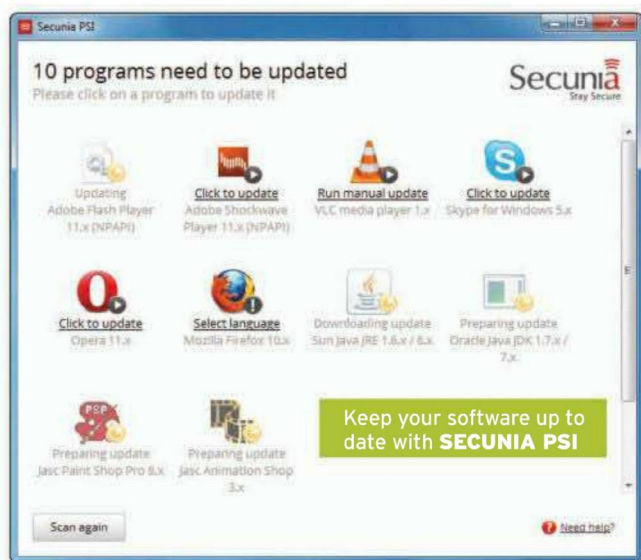 Secunia PSI
10 programs need to be updated
Please click on a program to update it
Secunia
Stay Secure
Updating
Adobe Flash Player
11.x (NPAPI)
Click to update
Adobe Shockwave
Player 11.x (NPAPI)
Run manual update
VLC media player 1.x
Click to update
Skype for Windows 5.x
Click to update
Opera 11.x
Select language
Mozilla Firefox 10.x
Downloading update
Sun Java JRE 1.6.x / 6.x
Preparing update
Oracle Java JDK 1.7.x /
7.x
PSP
Preparing update
Jasc Paint Shop Pro 8.x
Preparing update
Jasc Animation Shop
3.x
Keep your software up to
date with SECUNIA PSI
Scan again
Need help?